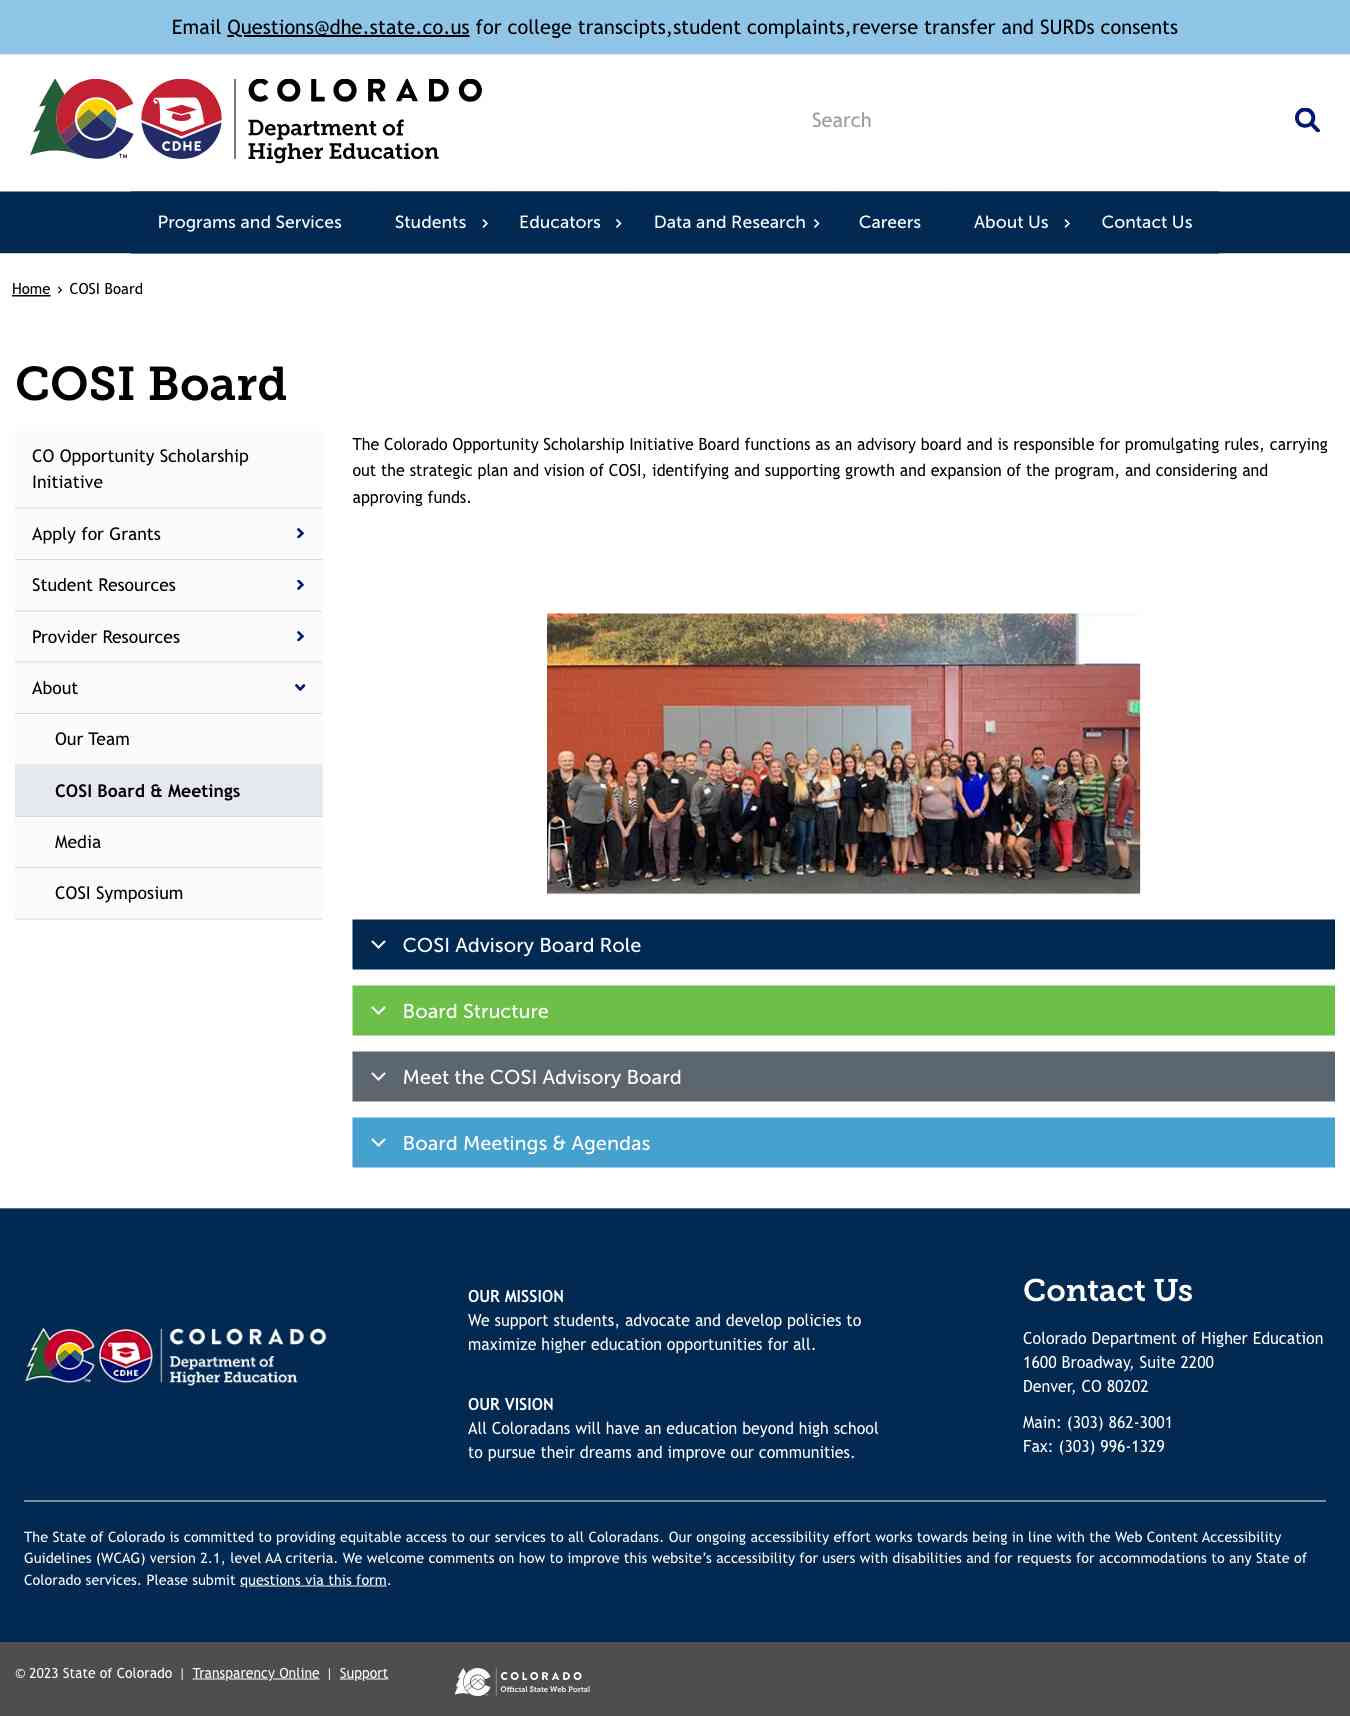 Email Questions@dhe.state.co.us for college transcipts,student complaints,reverse transfer and SURDs consents
CDHE
TM
COLORADO
Department of
Higher Education
Search
Programs and Services Students Educators Data and Research Careers About Us Contact Us
Home › COSI Board
COSI Board
CO Opportunity Scholarship
Initiative
Apply for Grants
Student Resources
Provider Resources
About
Our Team
COSI Board & Meetings
Media
COSI Symposium
The Colorado Opportunity Scholarship Initiative Board functions as an advisory board and is responsible for promulgating rules, carrying
out the strategic plan and vision of COSI, identifying and supporting growth and expansion of the program, and considering and
approving funds.
COSI Advisory Board Role
Board Structure
Meet the COSI Advisory Board
Board Meetings & Agendas
CDHE
COLORADO
Department of
Higher Education
OUR MISSION
We support students, advocate and develop policies to
maximize higher education opportunities for all.
OUR VISION
All Coloradans will have an education beyond high school
to pursue their dreams and improve our communities.
Contact Us
Colorado Department of Higher Education
1600 Broadway, Suite 2200
Denver, CO 80202
Main: (303) 862-3001
Fax: (303) 996-1329
The State of Colorado is committed to providing equitable access to our services to all Coloradans. Our ongoing accessibility effort works towards being in line with the Web Content Accessibility
Guidelines (WCAG) version 2.1, level AA criteria. We welcome comments on how to improve this website's accessibility for users with disabilities and for requests for accommodations to any State of
Colorado services. Please submit questions via this form.
© 2023 State of Colorado | Transparency Online | Support
COLORADO
Official State Web Portal